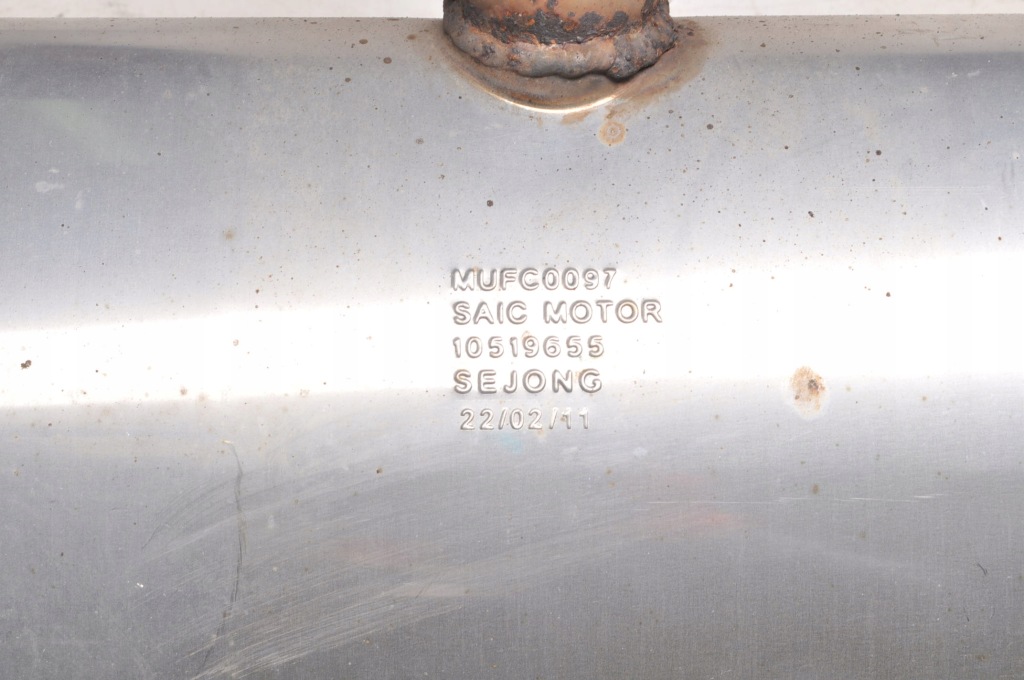 MUFC0097
SAIC MOTOR
10519655
SEJONG
22/02/11